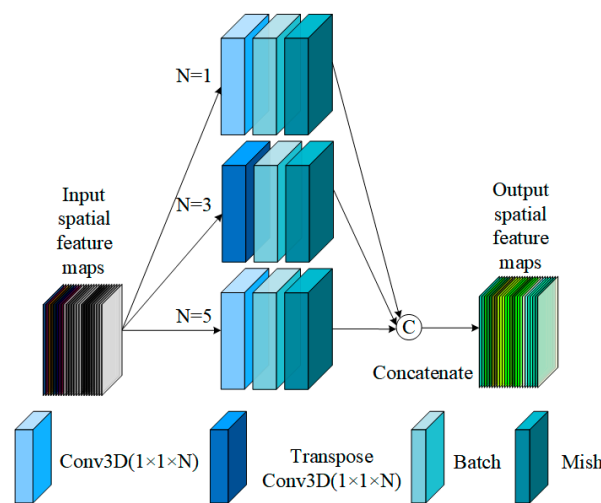 N=1
Input
spatial
feature
maps
N=3
Output
spatial
feature
maps
N=5
C
Concatenate
Conv3D(1×1×N)
Transpose
Conv3D(1×1×N)
Batch
Mish